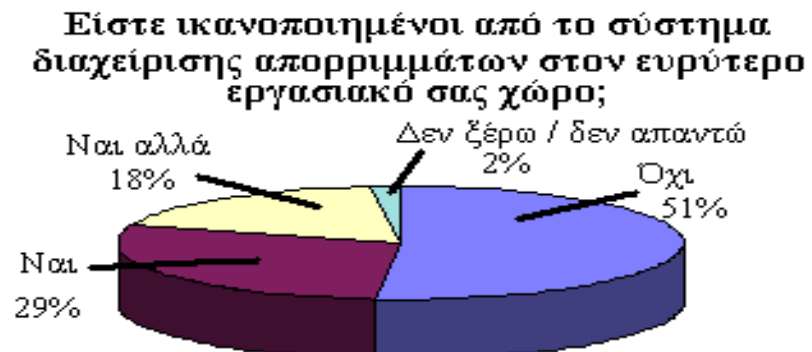 Είστε ικανοποιημένοι από το σύστημα
διαχείρισης απορριμμάτων στον ευρύτερο
εργασιακό σας χώρο;
Ναι αλλά
18%
Δεν ξέρω / δεν απαντώ
2%
Όχι
51%
Ναι
29%